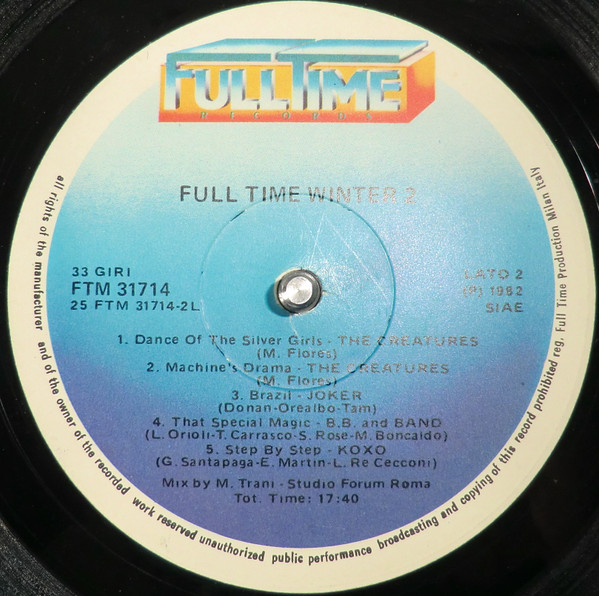 FULL TIME
RECORDS
FULL TIME WINTER 2
33 GIRI
FTM 31714
25 FTM 31714-2L
LATO 2
(P) 1982
SIAE
1. Dance Of The Silver Girls - THE CREATURES
(M. Flores)
2. Machine's Drama - THE CREATURES
(M. Flores)
3. Brazil - JOKER
(Donan-Orealbo-Tam)
4. That Special Magic - B.B. and BAND
(L. Orioli-T. Carrasco-S. Rose-M. Boncaldo)
5. Step By Step - KOXO
(G. Santapaga-E. Martin-L. Re Cecconi)
Mix by M. Trani - Studio Forum Roma
Tot. Time: 17:40
all rights of the manufacturer and of the owner of the recorded work reserved unauthorized public performance broadcasting and copying of this record prohibited reg. Full Time Production Milan Italy